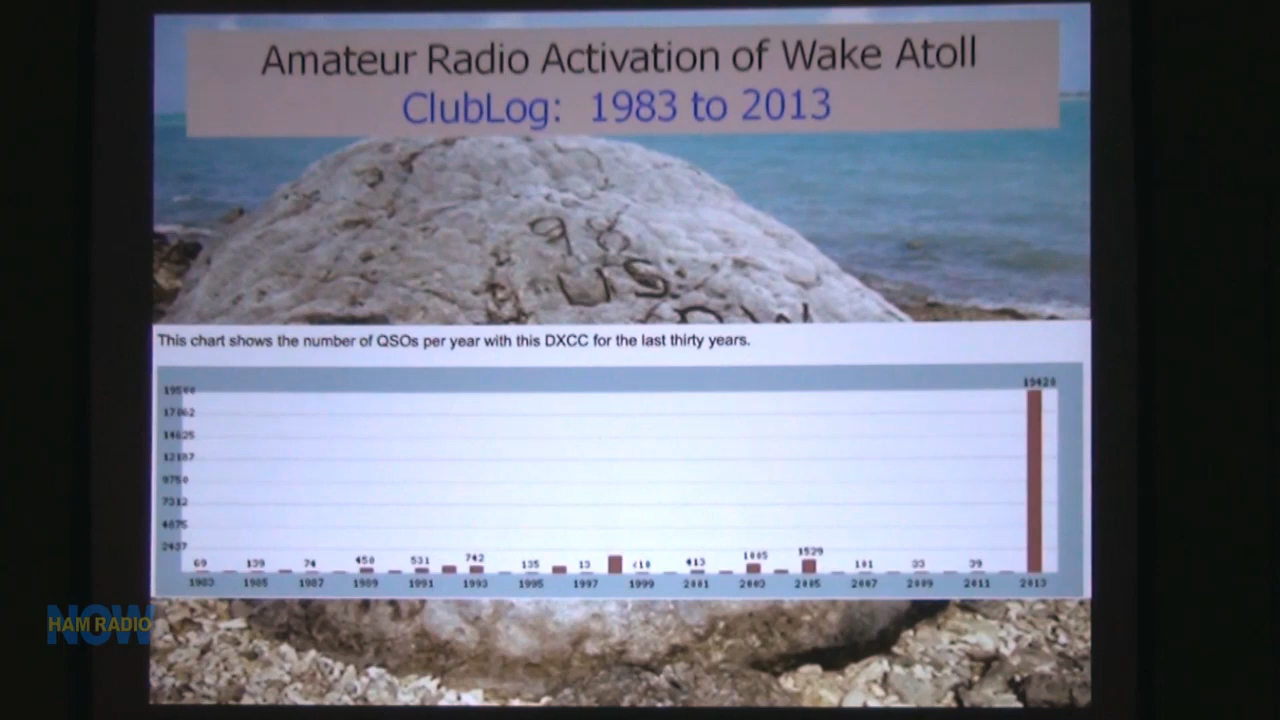 Amateur Radio Activation of Wake Atoll
ClubLog: 1983 to 2013
98
US
This chart shows the number of QSOs per year with this DXCC for the last thirty years.
19500
17062
14625
12187
9750
7312
4875
2437
69 139 74 450 531 742 135 13 <10 413 1005 1529 101 33 39 19420
1983 1985 1987 1989 1991 1993 1995 1997 1999 2001 2003 2005 2007 2009 2011 2013
NOW
HAM RADIO